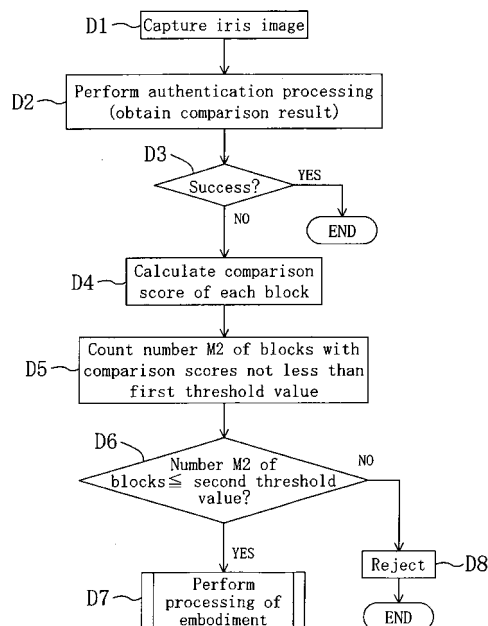 D1
Capture iris image
D2
Perform authentication processing
(obtain comparison result)
D3
Success?
YES
END
NO
D4
Calculate comparison
score of each block
D5
Count number M2 of blocks with
comparison scores not less than
first threshold value
D6
Number M2 of
blocks≦ second threshold
value?
NO
YES
D7
Perform
processing of
embodiment
Reject
D8
END